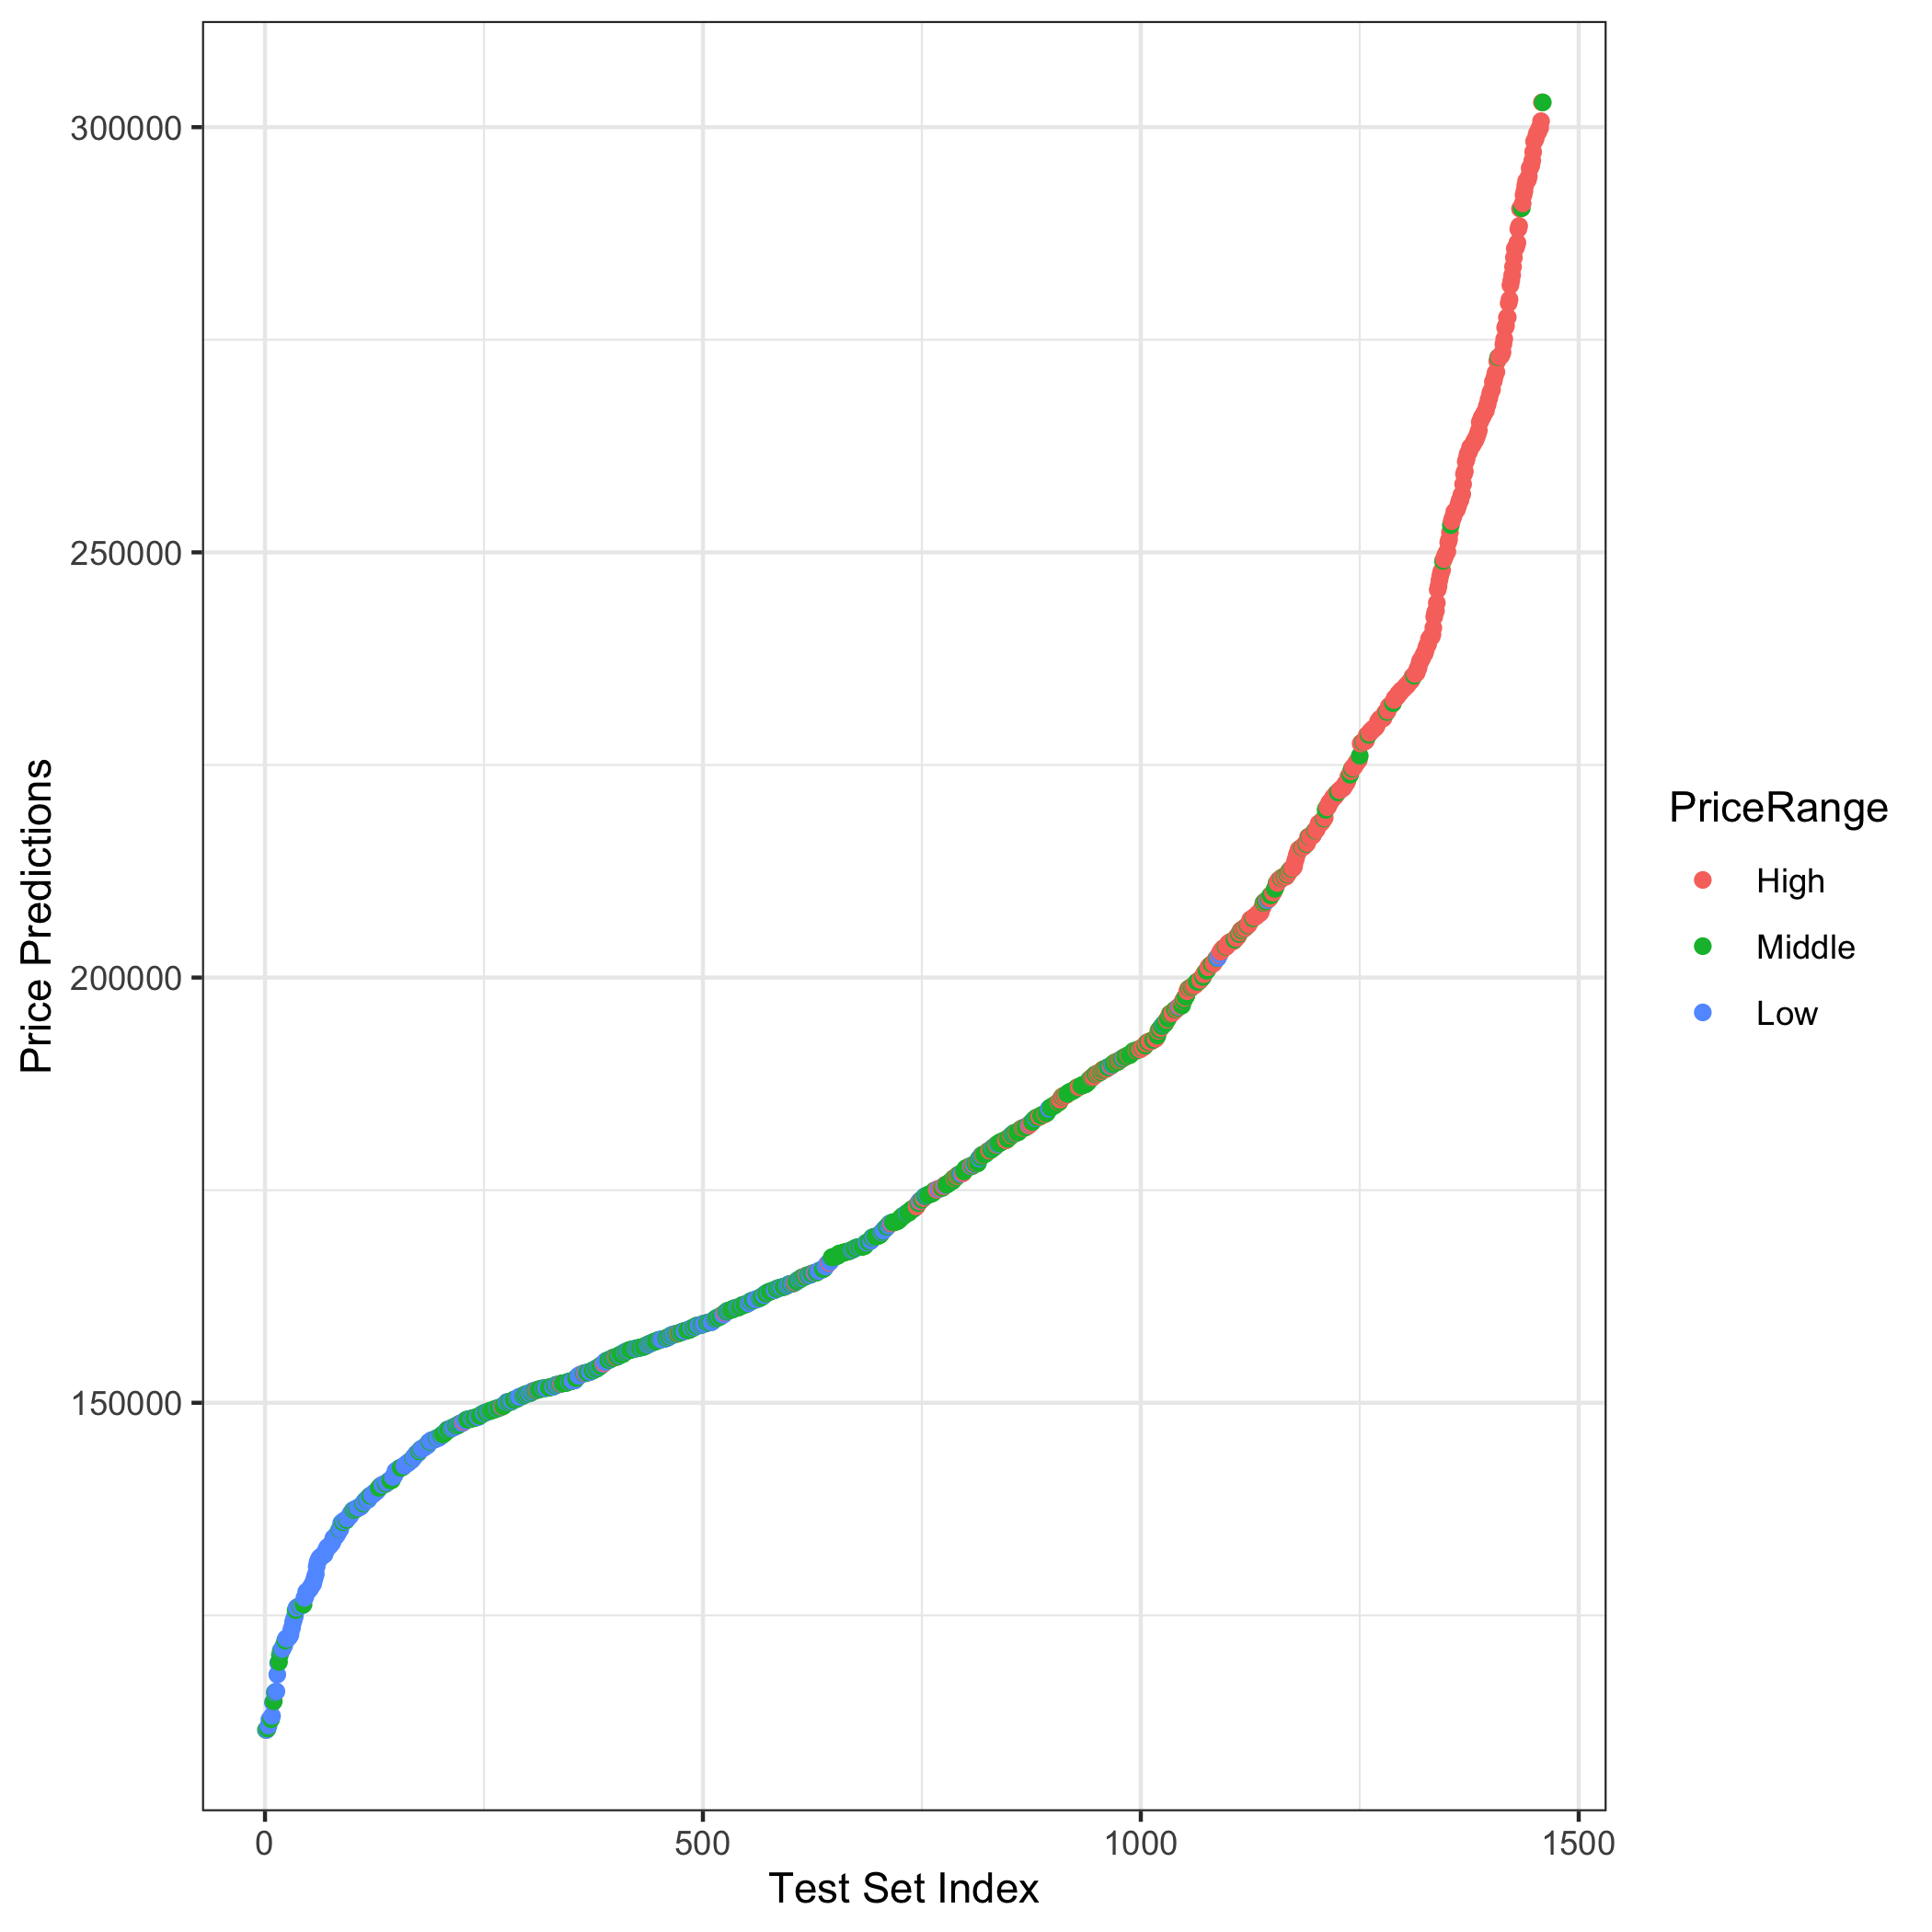 300000
250000
200000
150000
Price Predictions
0
500
1000
1500
Test Set Index
PriceRange
High
Middle
Low